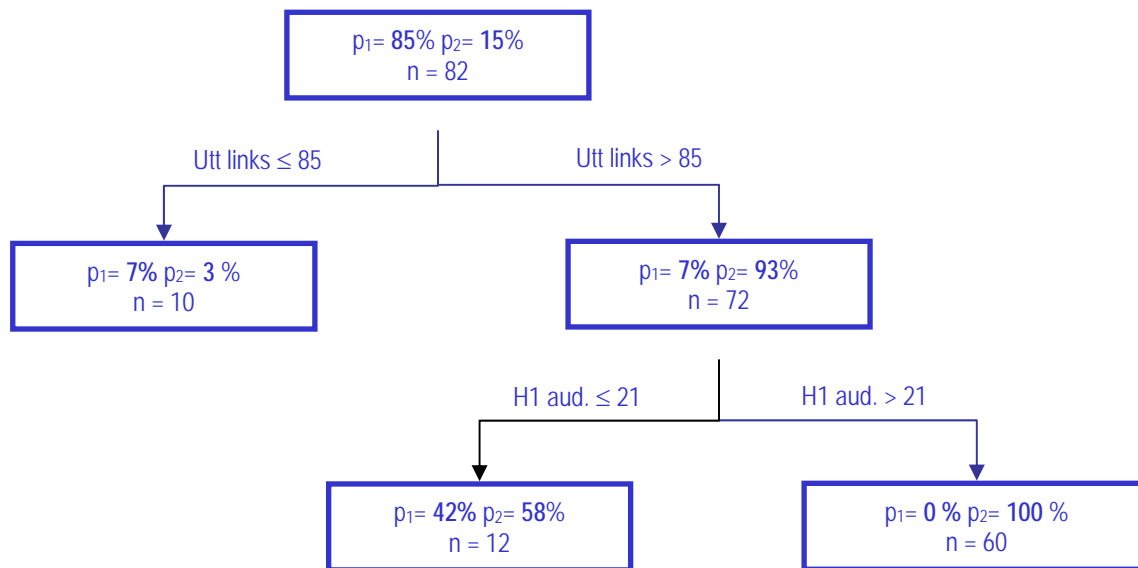 p₁= 85% p₂= 15%
n = 82
Utt links ≤ 85
Utt links > 85
p₁= 7% p₂= 3 %
n = 10
p₁= 7% p₂= 93%
n = 72
H1 aud. ≤ 21
H1 aud. > 21
p₁= 42% p₂= 58%
n = 12
p₁= 0 % p₂= 100 %
n = 60